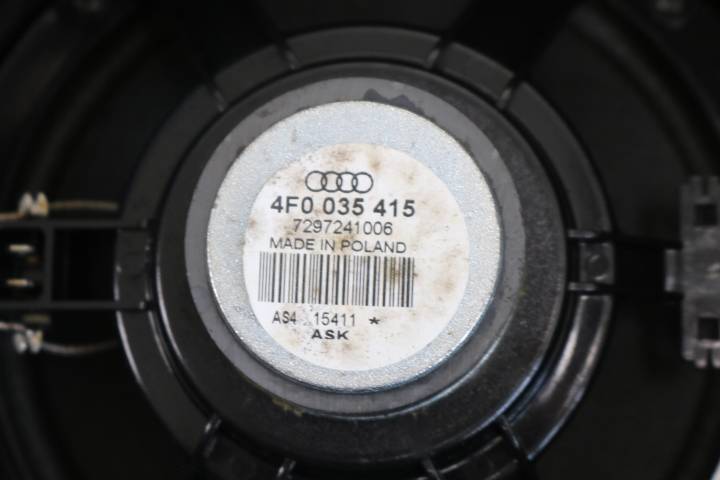 4F0 035 415
7297241006
MADE IN POLAND
AS4 15411 *
ASK